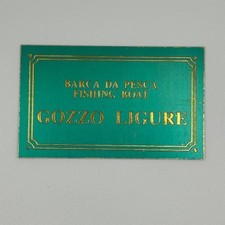 BARCA DA PESCA
FISHING BOAT
GOZZO LIGURE